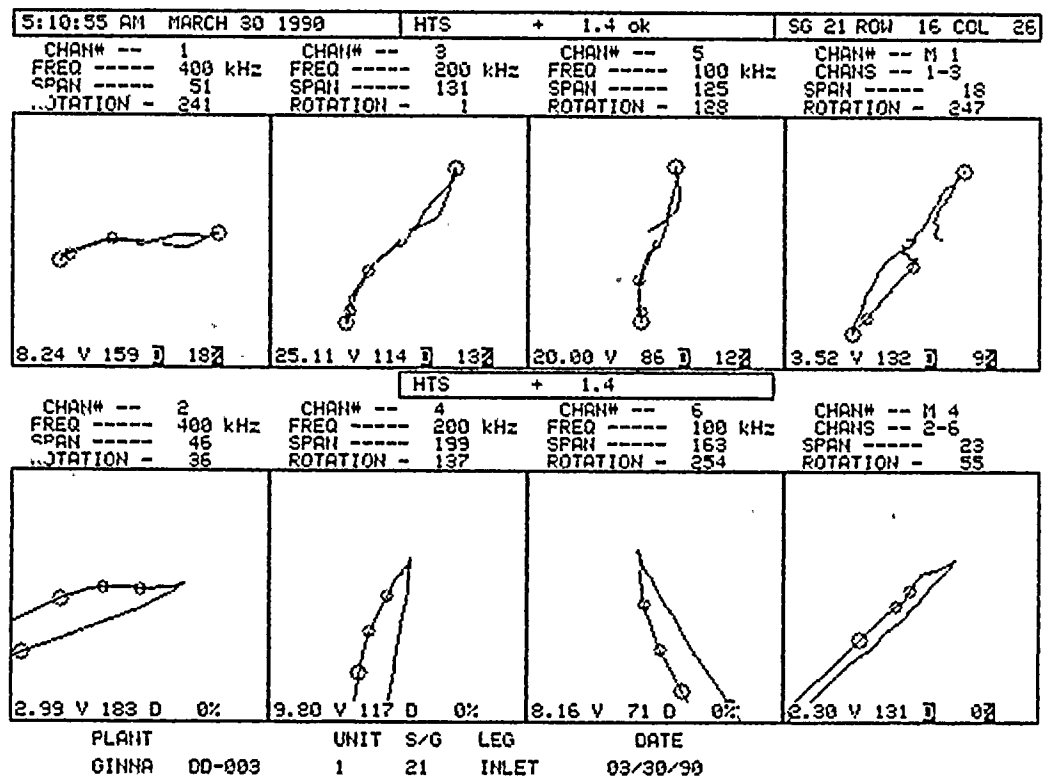 5:10:55 AM MARCH 30 1990 HTS + 1.4 ok SG 21 ROW 16 COL 26
CHAN# -- 1 CHAN# -- 3 CHAN# -- 5 CHAN# -- M 1
FREQ ----- 400 kHz FREQ ----- 200 kHz FREQ ----- 100 kHz CHANS -- 1-3
SPAN ----- 51 SPAN ----- 131 SPAN ----- 125 SPAN ----- 18
ROTATION - 241 ROTATION - 1 ROTATION - 128 ROTATION - 247
8.24 V 159 D 18% 25.11 V 114 D 13% 20.00 V 86 D 12% 3.52 V 132 D 9%
HTS + 1.4
CHAN# -- 2 CHAN# -- 4 CHAN# -- 6 CHAN# -- M 4
FREQ ----- 400 kHz FREQ ----- 200 kHz FREQ ----- 100 kHz CHANS -- 2-6
SPAN ----- 46 SPAN ----- 199 SPAN ----- 163 SPAN ----- 23
ROTATION - 36 ROTATION - 137 ROTATION - 254 ROTATION - 55
2.99 V 183 D 0% 9.80 V 117 D 0% 8.16 V 71 D 0% 2.30 V 131 D 0%
PLANT UNIT S/G LEG DATE
GINNA DD-003 1 21 INLET 03/30/90